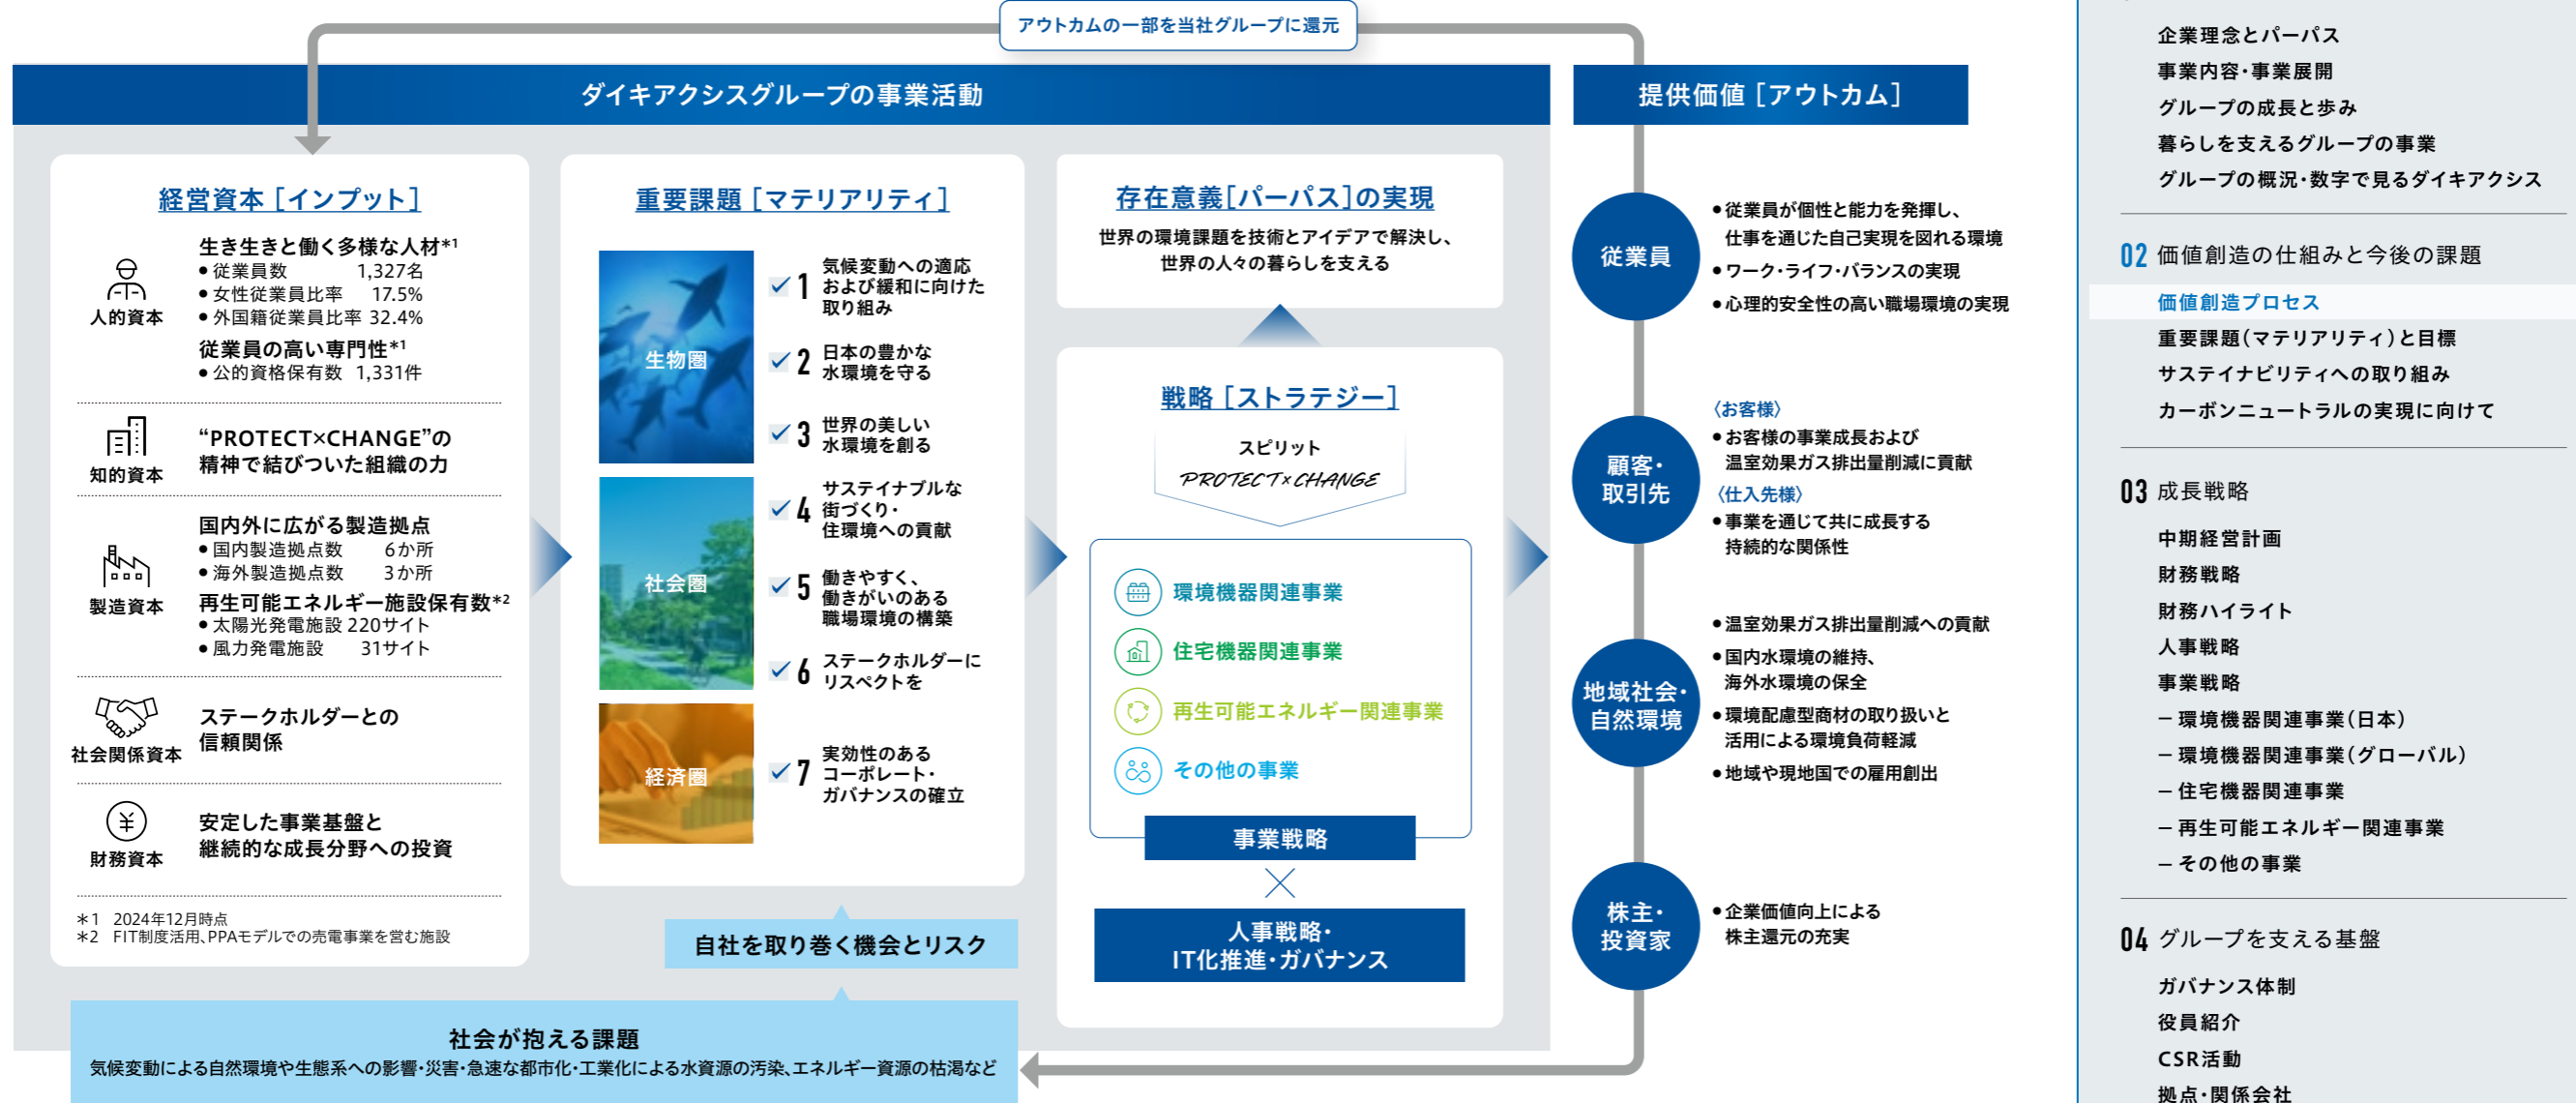 アウトカムの一部を当社グループに還元
ダイキアクシスグループの事業活動
経営資本［インプット］
人的資本
生き生きと働く多様な人材*1
●従業員数 1,327名
●女性従業員比率 17.5%
●外国籍従業員比率 32.4%
従業員の高い専門性*1
●公的資格保有数 1,331件
知的資本
“PROTECT×CHANGE”の
精神で結びついた組織の力
製造資本
国内外に広がる製造拠点
●国内製造拠点数 6か所
●海外製造拠点数 3か所
再生可能エネルギー施設保有数*2
●太陽光発電施設 220サイト
●風力発電施設 31サイト
社会関係資本
ステークホルダーとの
信頼関係
財務資本
安定した事業基盤と
継続的な成長分野への投資
*1 2024年12月時点
*2 FIT制度活用、PPAモデルでの売電事業を営む施設
重要課題［マテリアリティ］
生物圏
1 気候変動への適応
および緩和に向けた
取り組み
2 日本の豊かな
水環境を守る
3 世界の美しい
水環境を創る
社会圏
4 サステイナブルな
街づくり・
住環境への貢献
5 働きやすく、
働きがいのある
職場環境の構築
6 ステークホルダーに
リスペクトを
経済圏
7 実効性のある
コーポレート・
ガバナンスの確立
自社を取り巻く機会とリスク
社会が抱える課題
気候変動による自然環境や生態系への影響・災害・急速な都市化・工業化による水資源の汚染、エネルギー資源の枯渇など
存在意義［パーパス］の実現
世界の環境課題を技術とアイデアで解決し、
世界の人々の暮らしを支える
戦略［ストラテジー］
スピリット
PROTECT×CHANGE
環境機器関連事業
住宅機器関連事業
再生可能エネルギー関連事業
その他の事業
事業戦略
×
人事戦略・
IT化推進・ガバナンス
提供価値［アウトカム］
従業員
●従業員が個性と能力を発揮し、
仕事を通じた自己実現を図れる環境
●ワーク・ライフ・バランスの実現
●心理的安全性の高い職場環境の実現
顧客・
取引先
〈お客様〉
●お客様の事業成長および
温室効果ガス排出量削減に貢献
〈仕入先様〉
●事業を通じて共に成長する
持続的な関係性
地域社会・
自然環境
●温室効果ガス排出量削減への貢献
●国内水環境の維持、
海外水環境の保全
●環境配慮型商材の取り扱いと
活用による環境負荷軽減
●地域や現地国での雇用創出
株主・
投資家
●企業価値向上による
株主還元の充実
企業理念とパーパス
事業内容・事業展開
グループの成長と歩み
暮らしを支えるグループの事業
グループの概況・数字で見るダイキアクシス
02 価値創造の仕組みと今後の課題
価値創造プロセス
重要課題（マテリアリティ）と目標
サステイナビリティへの取り組み
カーボンニュートラルの実現に向けて
03 成長戦略
中期経営計画
財務戦略
財務ハイライト
人事戦略
事業戦略
－環境機器関連事業（日本）
－環境機器関連事業（グローバル）
－住宅機器関連事業
－再生可能エネルギー関連事業
－その他の事業
04 グループを支える基盤
ガバナンス体制
役員紹介
CSR活動
拠点・関係会社